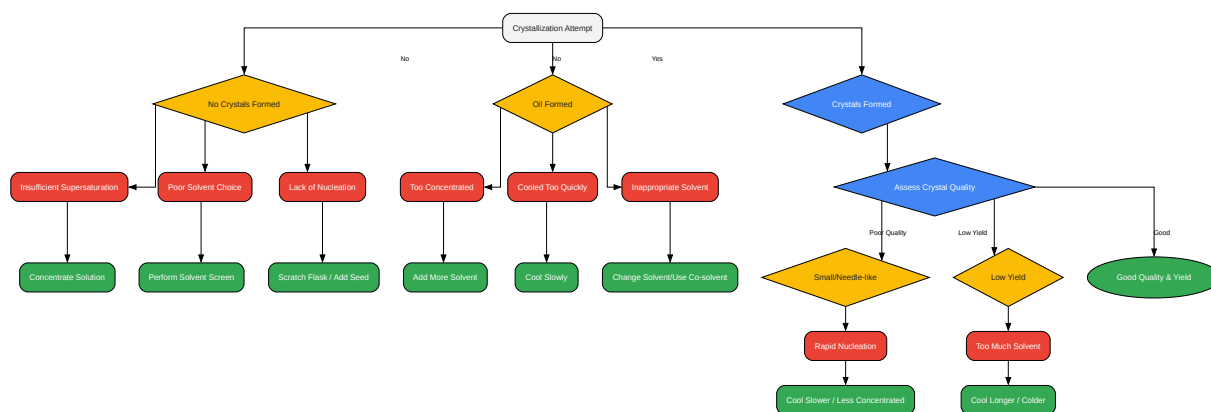 Crystallization Attempt
No
No
Yes
No Crystals Formed
Oil Formed
Crystals Formed
Insufficient Supersaturation
Poor Solvent Choice
Lack of Nucleation
Too Concentrated
Cooled Too Quickly
Inappropriate Solvent
Assess Crystal Quality
Poor Quality
Low Yield
Good
Concentrate Solution
Perform Solvent Screen
Scratch Flask / Add Seed
Add More Solvent
Cool Slowly
Change Solvent/Use Co-solvent
Small/Needle-like
Low Yield
Good Quality & Yield
Rapid Nucleation
Too Much Solvent
Cool Slower / Less Concentrated
Cool Longer / Colder